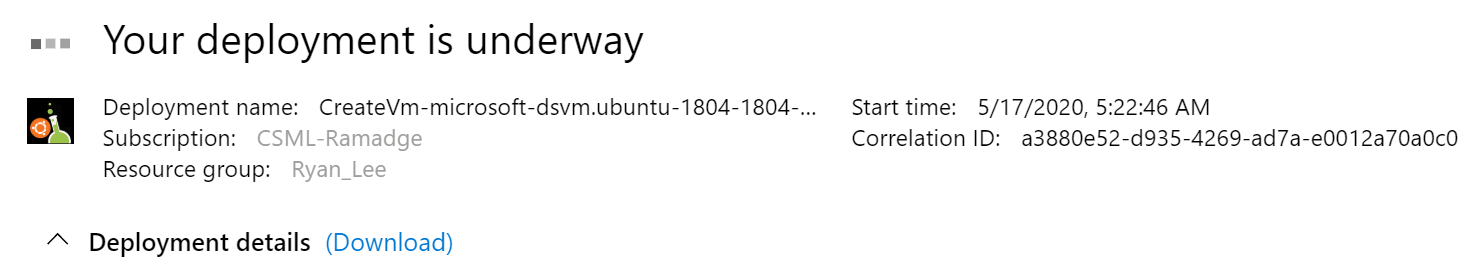 Your deployment is underway
Deployment name: CreateVm-microsoft-dsvm.ubuntu-1804-1804-...
Subscription: CSML-Ramadge
Resource group: Ryan_Lee
Start time: 5/17/2020, 5:22:46 AM
Correlation ID: a3880e52-d935-4269-ad7a-e0012a70a0c0
Deployment details (Download)